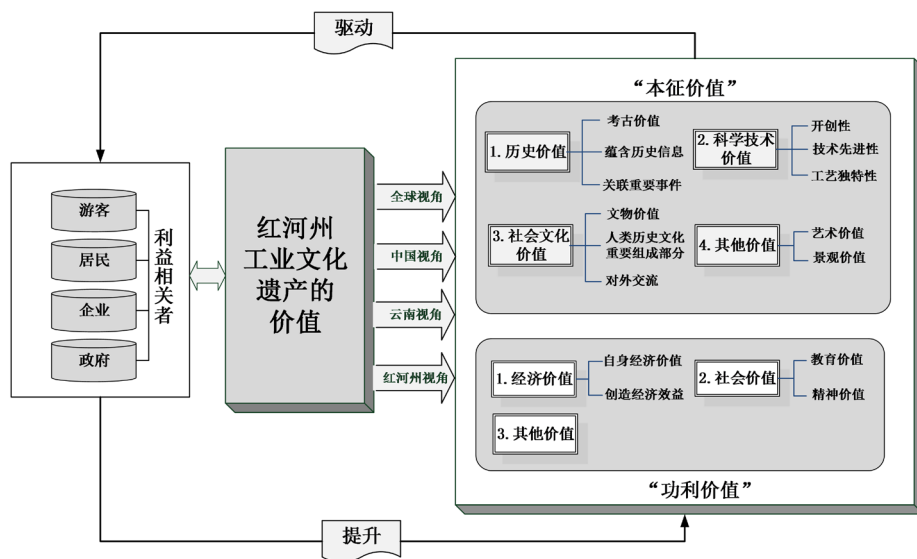 驱动
游客
居民
企业
政府
利益相关者
红河州
工业文化
遗产的
价值
全球视角
中国视角
云南视角
红河州视角
“本征价值”
1. 历史价值
考古价值
蕴含历史信息
关联重要事件
2. 科学技术
价值
开创性
技术先进性
工艺独特性
3. 社会文化
价值
文物价值
人类历史文化
重要组成部分
对外交流
4. 其他价值
艺术价值
景观价值
1. 经济价值
自身经济价值
创造经济效益
2. 社会价值
教育价值
精神价值
3. 其他价值
“功利价值”
提升